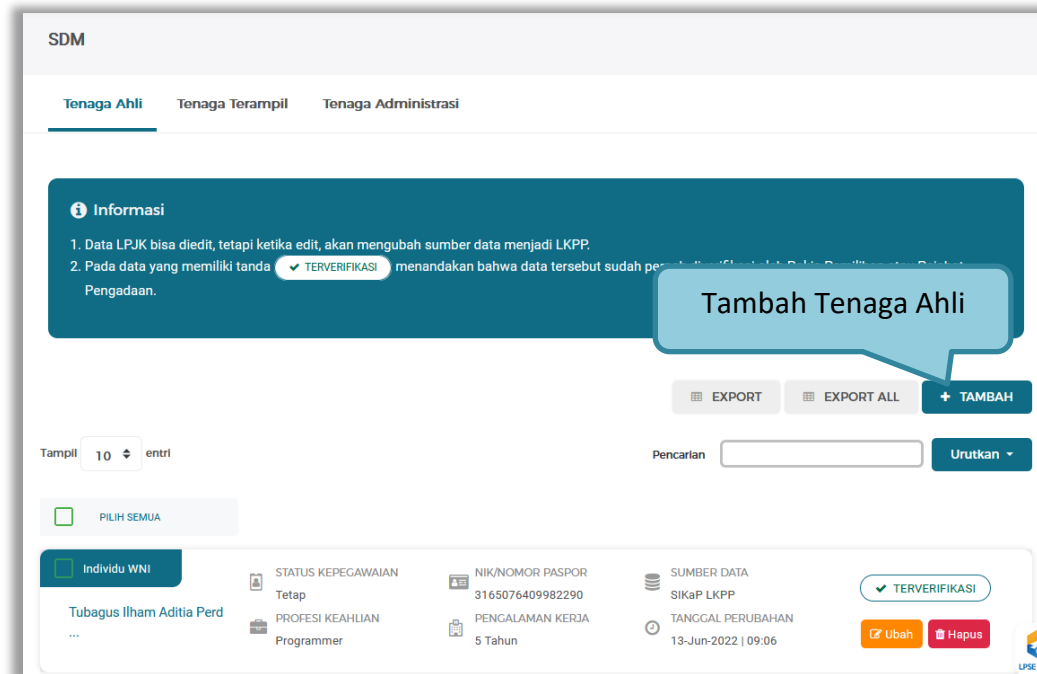 SDM
Tenaga Ahli Tenaga Terampil Tenaga Administrasi
Informasi
1. Data LPJK bisa diedit, tetapi ketika edit, akan mengubah sumber data menjadi LKPP.
2. Pada data yang memiliki tanda TERVERIFIKASI menandakan bahwa data tersebut sudah
Pengadaan.
Tambah Tenaga Ahli
EXPORT EXPORT ALL + TAMBAH
Tampil 10 entri Pencarian Urutkan
PILIH SEMUA
Individu WNI
Tubagus Ilham Aditia Perd
...
STATUS KEPEGAWAIAN
Tetap
PROFESI KEAHLIAN
Programmer
NIK/NOMOR PASPOR
3165076409982290
PENGALAMAN KERJA
5 Tahun
SUMBER DATA
SIKaP LKPP
TANGGAL PERUBAHAN
13-Jun-2022 | 09:06
TERVERIFIKASI
Ubah Hapus
LPSE